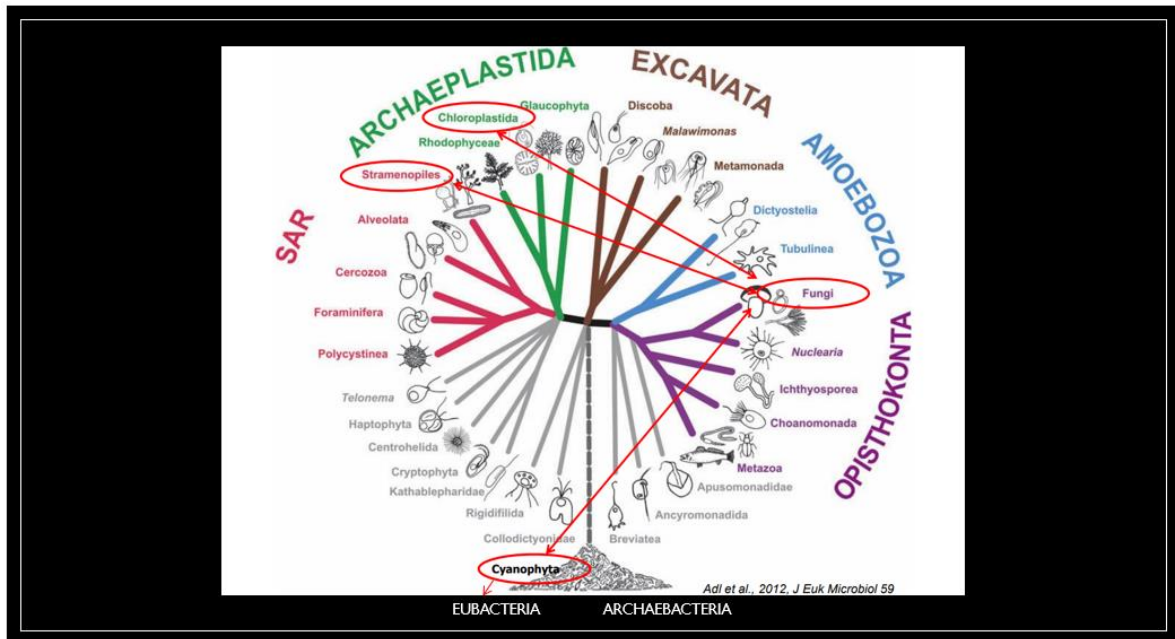 ARCHAEPLASTIDA
EXCAVATA
AMOEBOZOA
OPISTHOKONTA
SAR
Glaucophyta
Chloroplastida
Rhodophyceae
Stramenopiles
Alveolata
Cercozoa
Foraminifera
Polycystinea
Telonema
Haptophyta
Centrohelida
Cryptophyta
Kathablepharidae
Rigidifilida
Collodictyonidae
Discoba
Malawimonas
Metamonada
Dictyostelia
Tubulinea
Fungi
Nuclearia
Ichthyosporea
Choanomonada
Metazoa
Apusomonadidae
Ancyromonadida
Breviatea
Cyanophyta
Adl et al., 2012, J Euk Microbiol 59
EUBACTERIA
ARCHAEBACTERIA